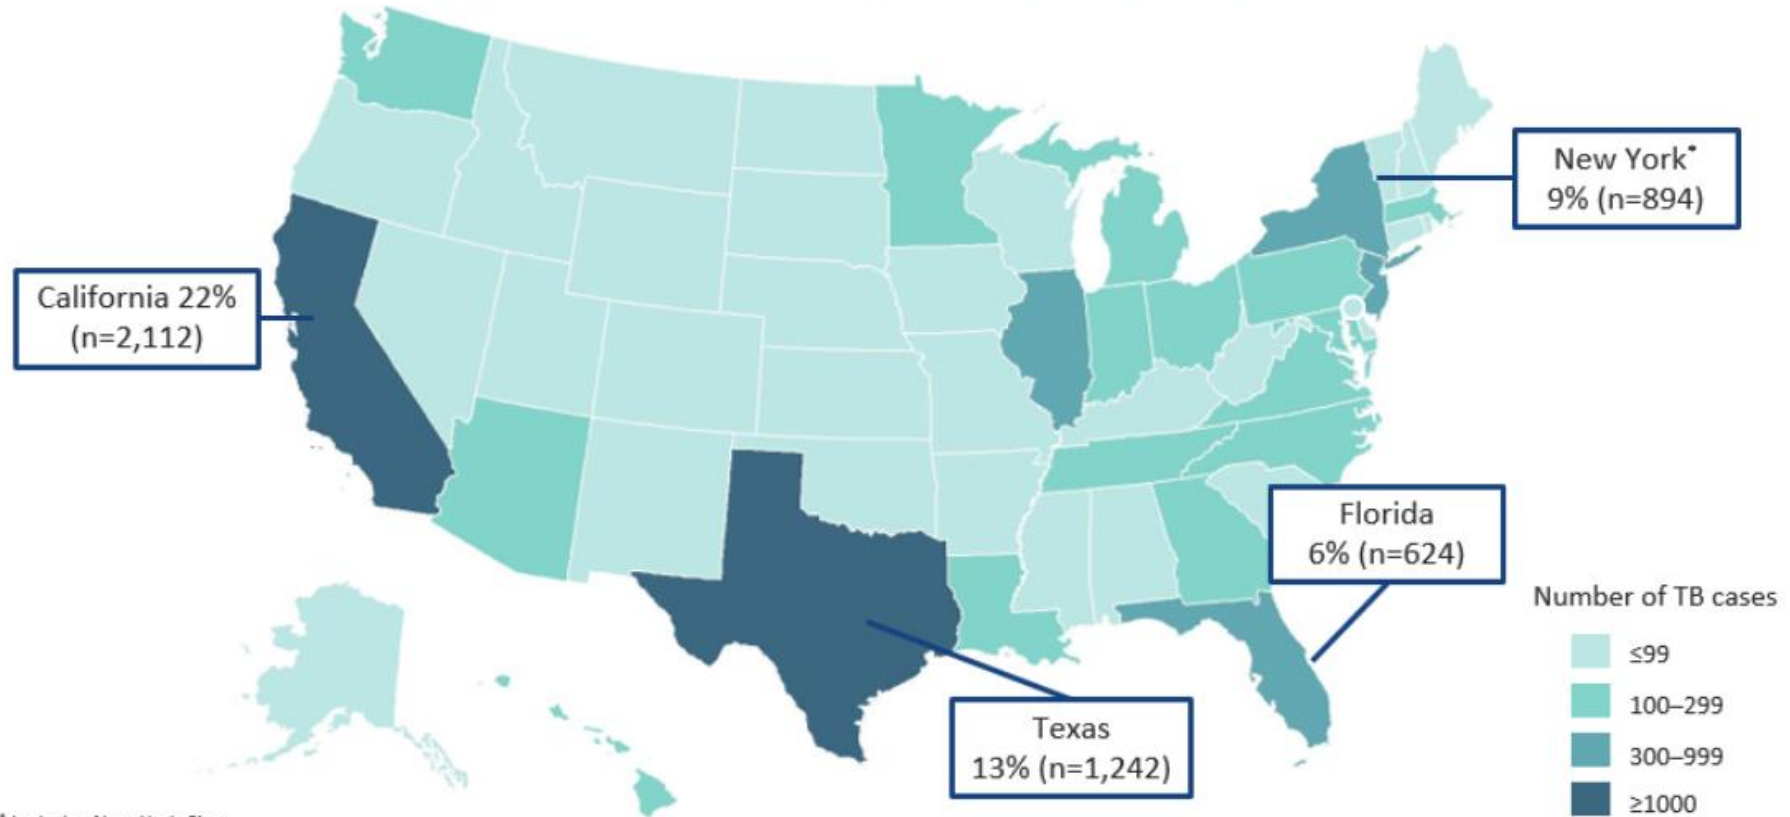 New York*
9% (n=894)
California 22%
(n=2,112)
Florida
6% (n=624)
Texas
13% (n=1,242)
Number of TB cases
≤99
100–299
300–999
≥1000